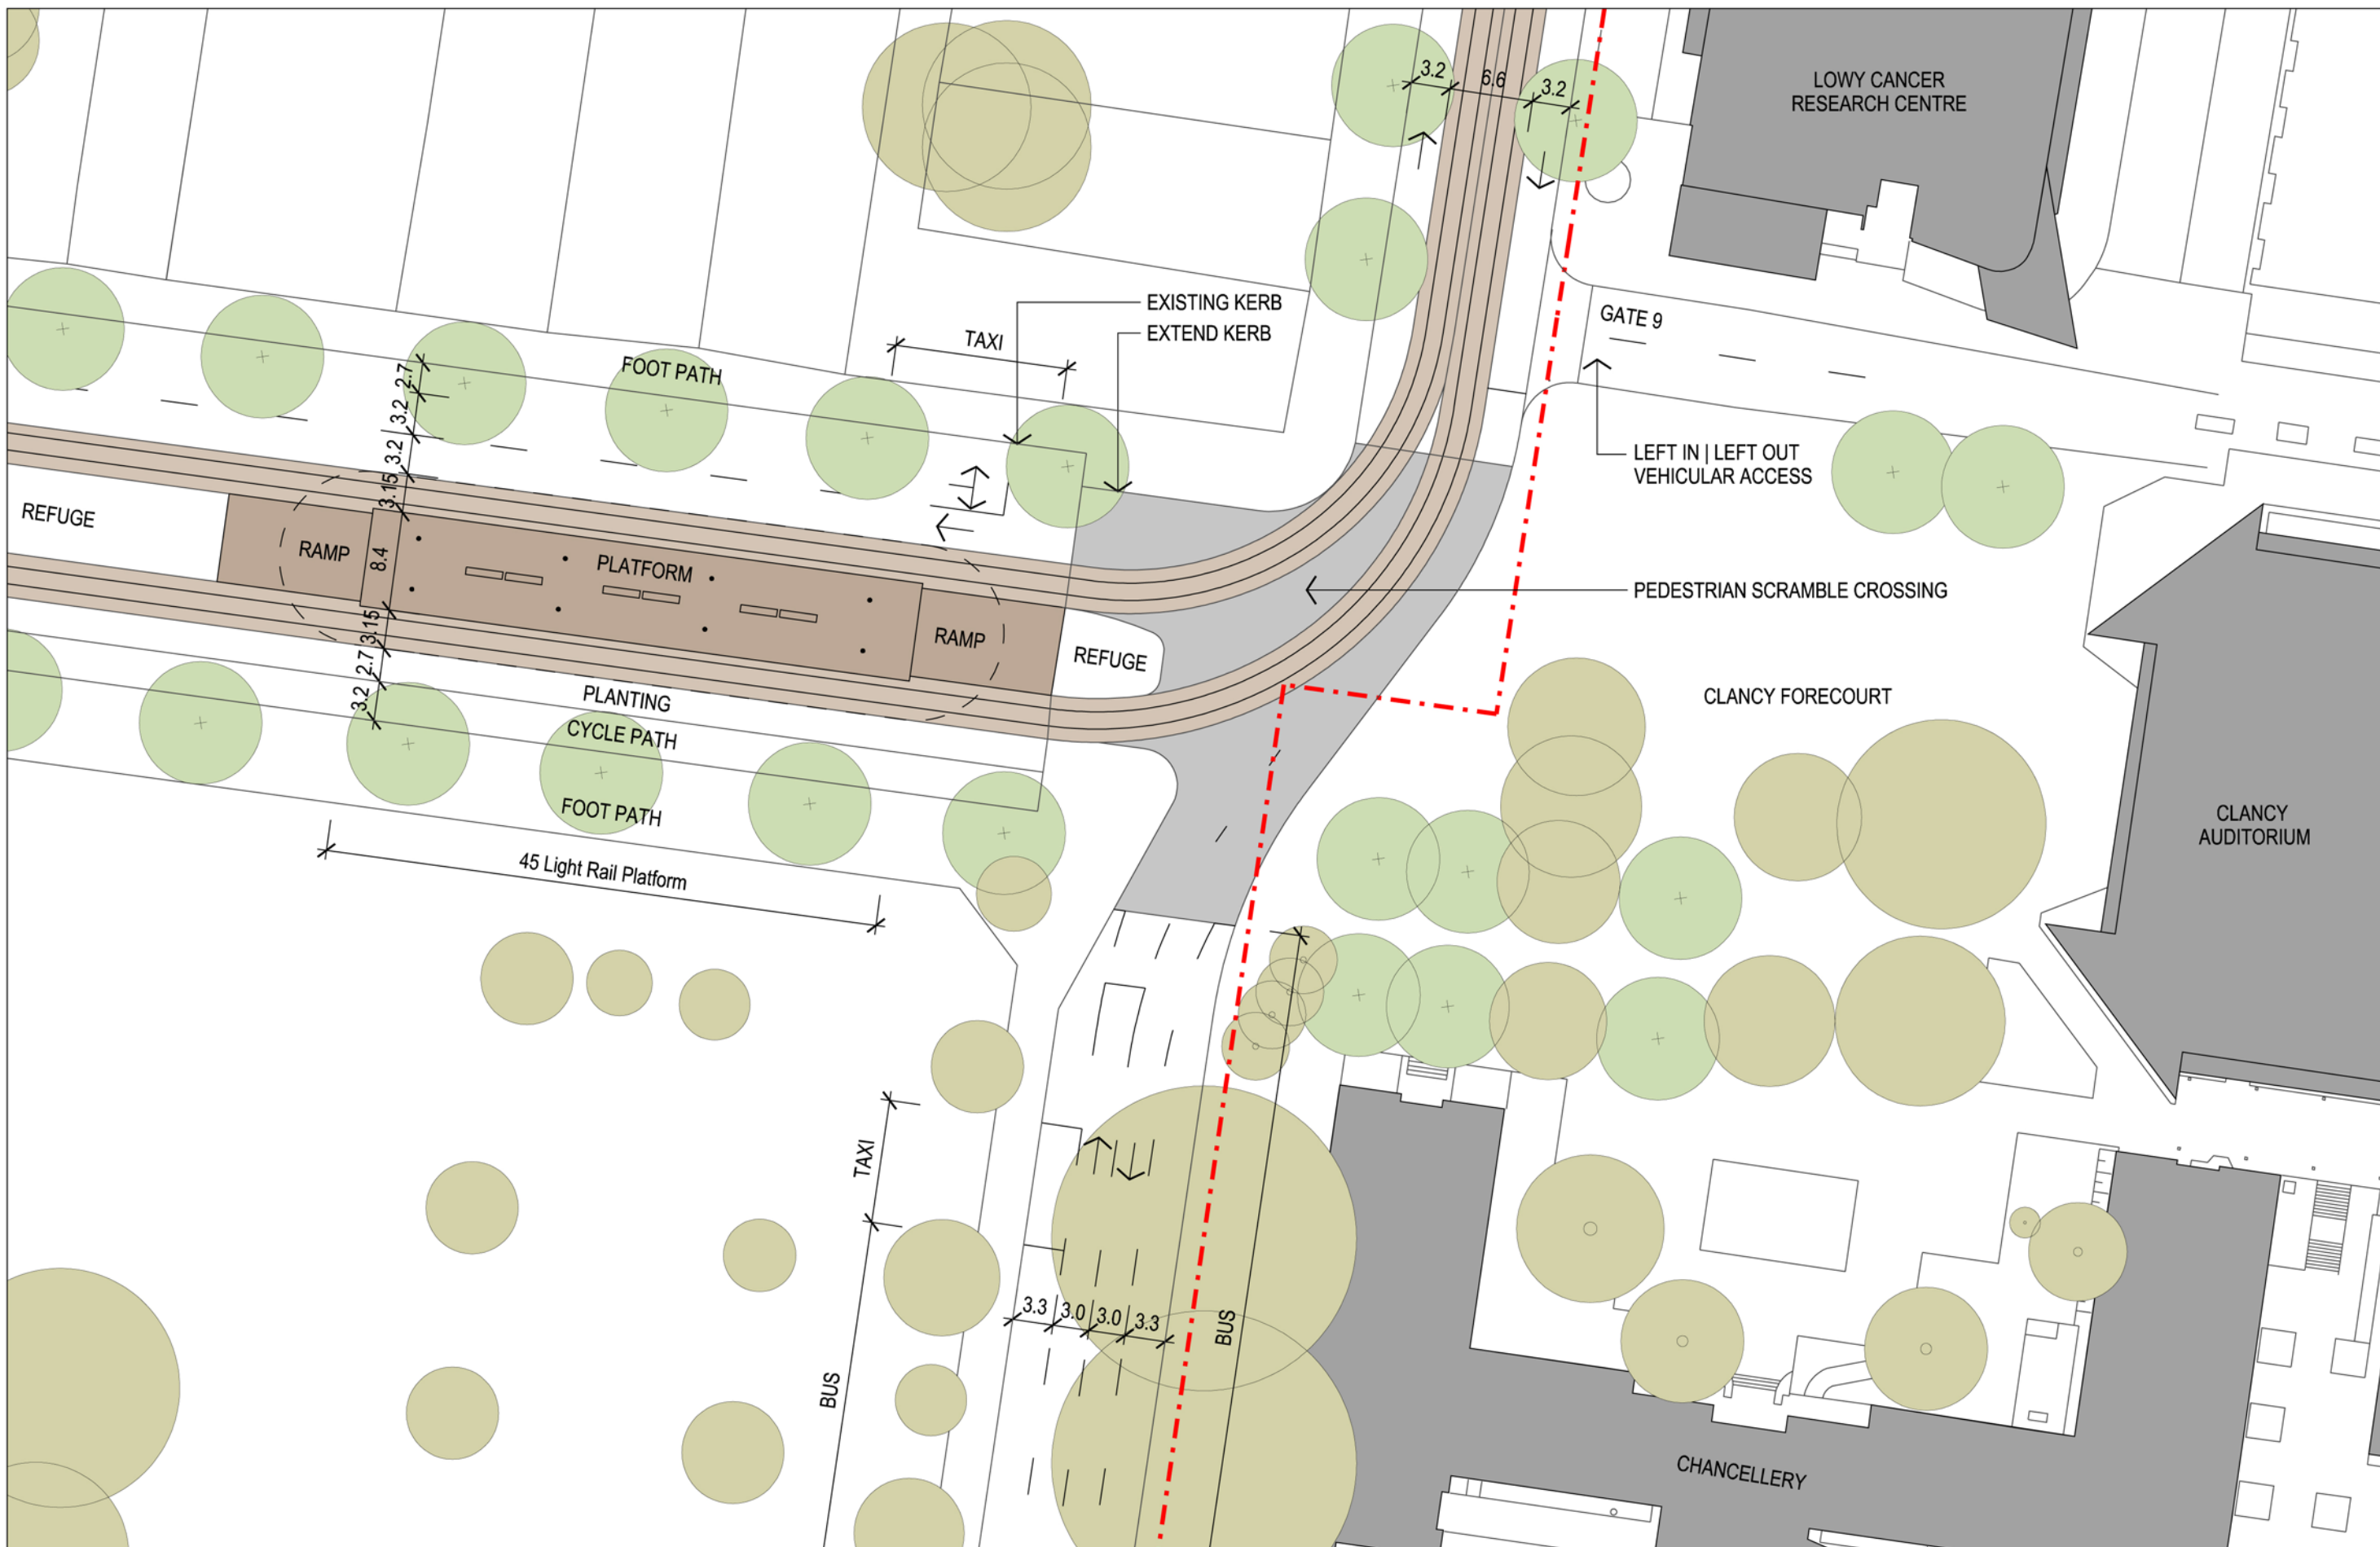 LOWY CANCER
RESEARCH CENTRE
3.2
6.6
3.2
EXISTING KERB
EXTEND KERB
GATE 9
TAXI
FOOT PATH
LEFT IN | LEFT OUT
VEHICULAR ACCESS
2.7
3.2
3.2
3.15
8.4
3.15
2.7
3.2
REFUGE
RAMP
PLATFORM
RAMP
REFUGE
PEDESTRIAN SCRAMBLE CROSSING
PLANTING
CYCLE PATH
FOOT PATH
45 Light Rail Platform
CLANCY FORECOURT
CLANCY
AUDITORIUM
TAXI
BUS
3.3
3.0
3.0
3.3
BUS
CHANCELLERY